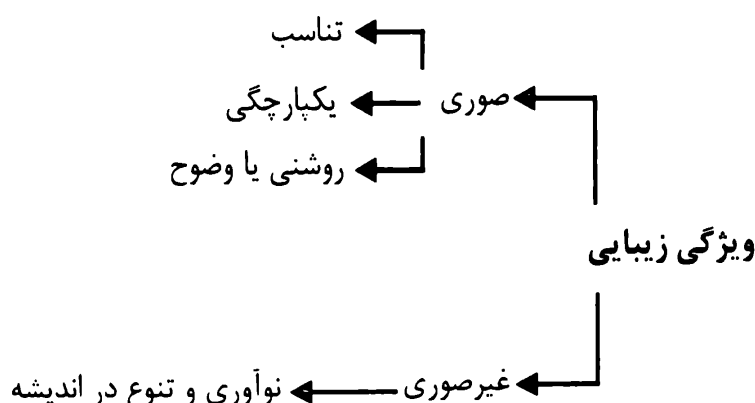 تناسب
صوری
یکپارچگی
روشنی یا وضوح
ویژگی زیبایی
غیرصوری
نوآوری و تنوع در اندیشه